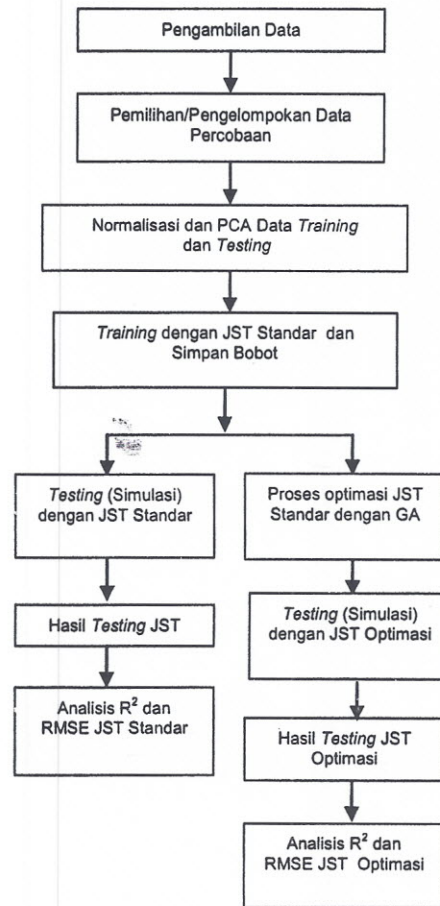 Pengambilan Data
Pemilihan/Pengelompokan Data
Percobaan
Normalisasi dan PCA Data Training
dan Testing
Training dengan JST Standar dan
Simpan Bobot
Testing (Simulasi)
dengan JST Standar
Hasil Testing JST
Analisis R² dan
RMSE JST Standar
Proses optimasi JST
Standar dengan GA
Testing (Simulasi)
dengan JST Optimasi
Hasil Testing JST
Optimasi
Analisis R² dan
RMSE JST Optimasi